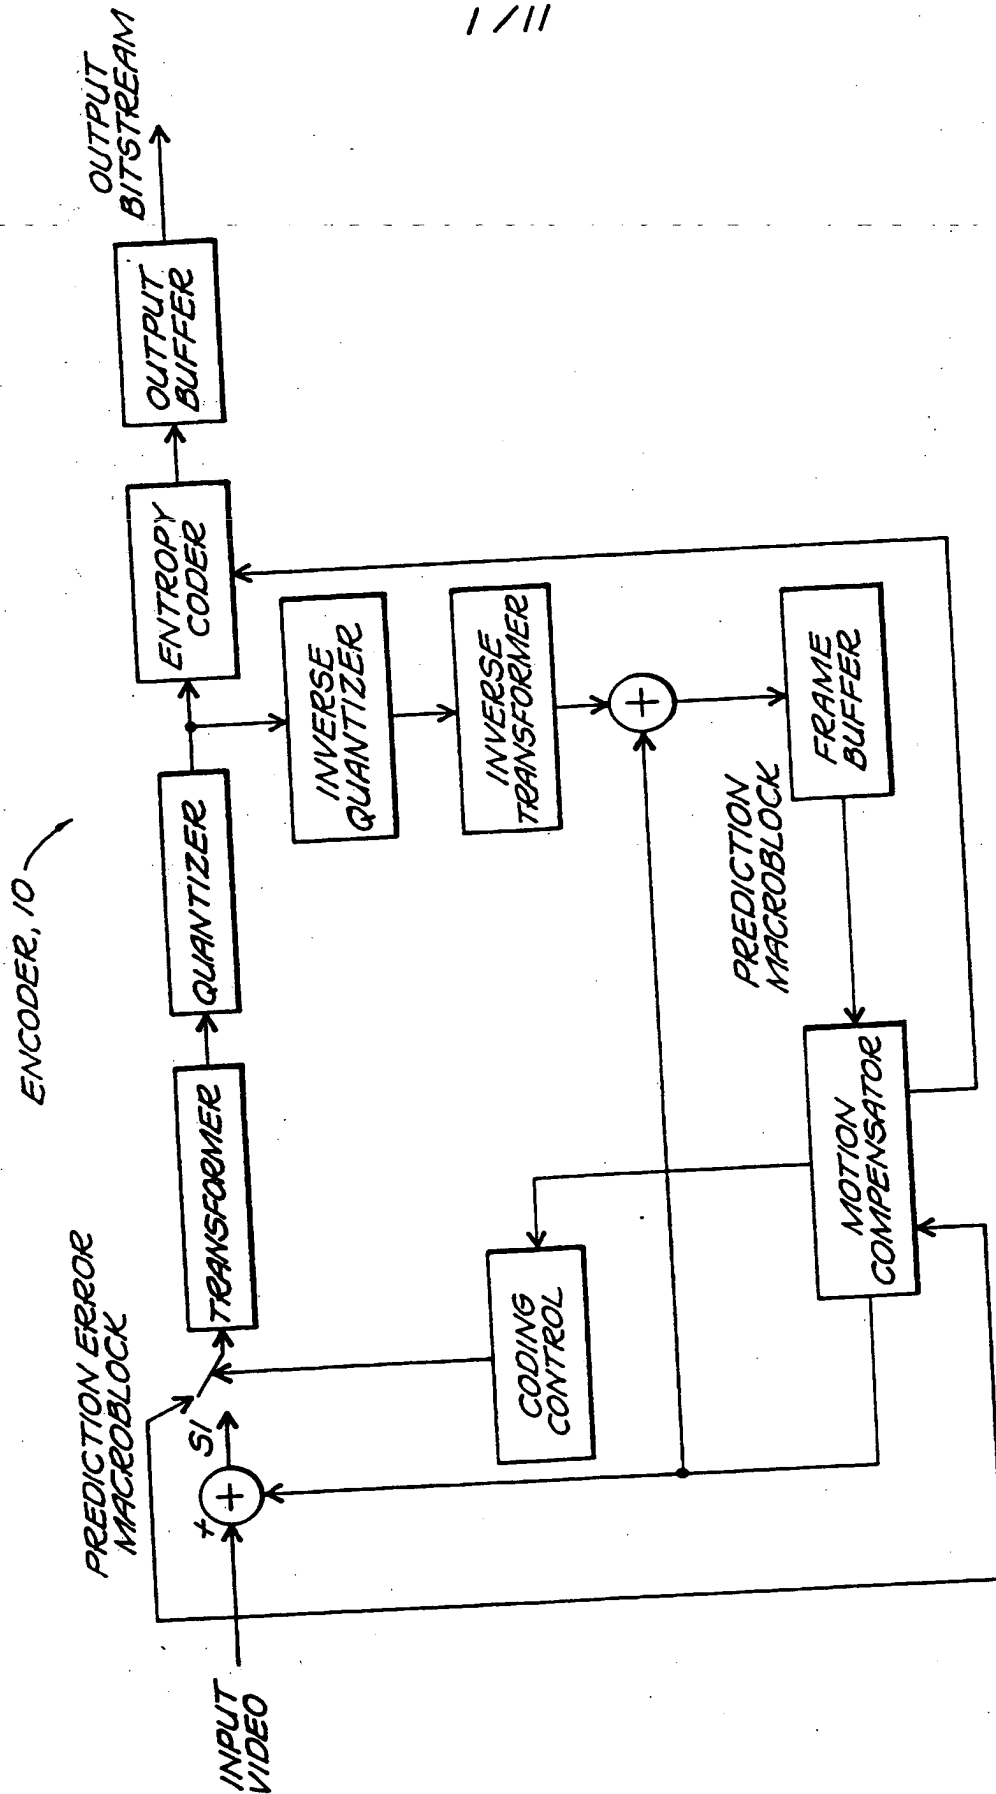 1/11
ENCODER, 10
PREDICTION ERROR
MACROBLOCK
INPUT
VIDEO
+
+
S1
TRANSFORMER
QUANTIZER
ENTROPY
CODER
OUTPUT
BUFFER
OUTPUT
BITSTREAM
INVERSE
QUANTIZER
INVERSE
TRANSFORMER
+
CODING
CONTROL
PREDICTION
MACROBLOCK
FRAME
BUFFER
MOTION
COMPENSATOR